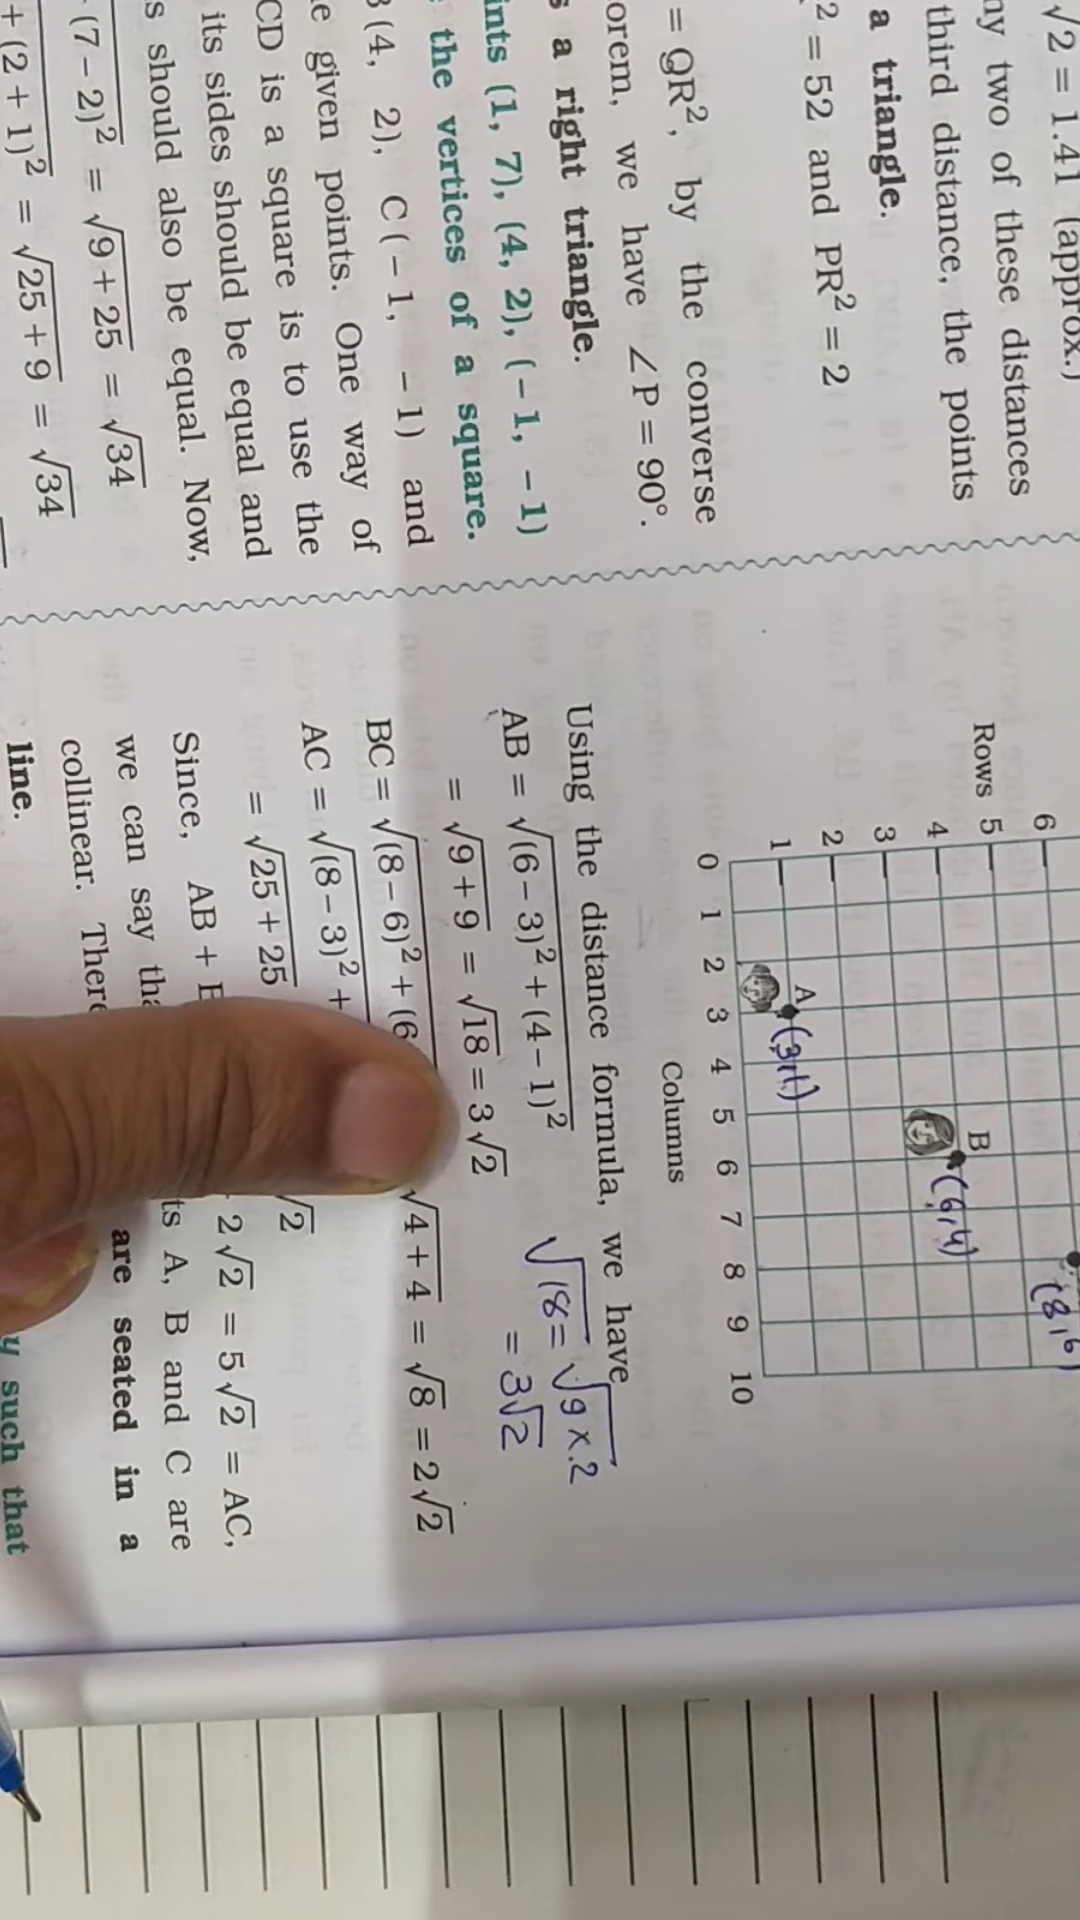 √2 = 1.41 (approx.)
ny two of these distances
third distance, the points
a triangle.
2 = 52 and PR² = 2
= QR², by the converse
orem, we have ∠P = 90°.
s a right triangle.
ints (1, 7), (4, 2), (– 1, – 1)
the vertices of a square.
B (4, 2), C (– 1, – 1) and
e given points. One way of
CD is a square is to use the
its sides should be equal and
s should also be equal. Now,
(7 – 2)² = √9 + 25 = √34
+ (2 + 1)² = √25 + 9 = √34
6
Rows 5
4
3
2
1
0 1 2 3 4 5 6 7 8 9 10
A (3,1)
B (6,4)
(8,6)
Columns
Using the distance formula, we have
AB = √(6 – 3)² + (4 – 1)²
= √9 + 9 = √18 = 3√2
√18 = √9 x.2
= 3√2
BC = √(8 – 6)² + (6 √4 + 4 = √8 = 2√2
AC = √(8 – 3)² +
= √25 + 25 √2
Since, AB + 2√2 = 5√2 = AC,
we can say ts A, B and C are
collinear. are seated in a
line.
such that